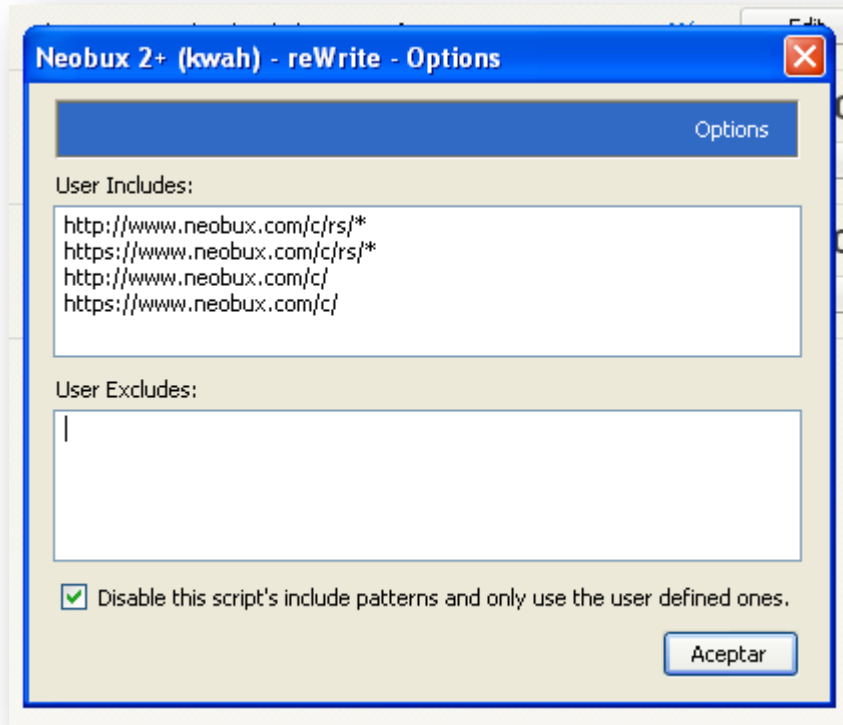 Edit
Neobux 2+ (kwah) - reWrite - Options
Options
User Includes:
http://www.neobux.com/c/rs/*
https://www.neobux.com/c/rs/*
http://www.neobux.com/c/
https://www.neobux.com/c/
User Excludes:
Disable this script's include patterns and only use the user defined ones.
Aceptar